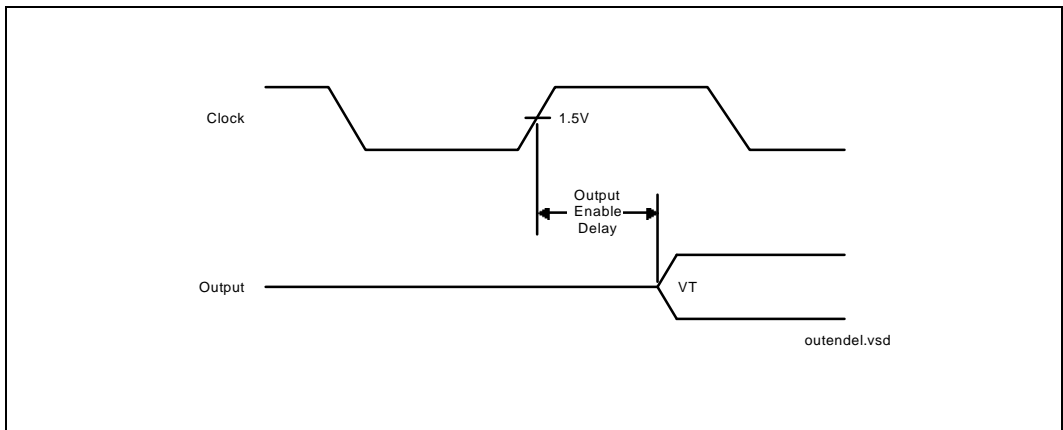 Clock
1.5V
Output
Enable
Delay
Output
VT
outendel.vsd